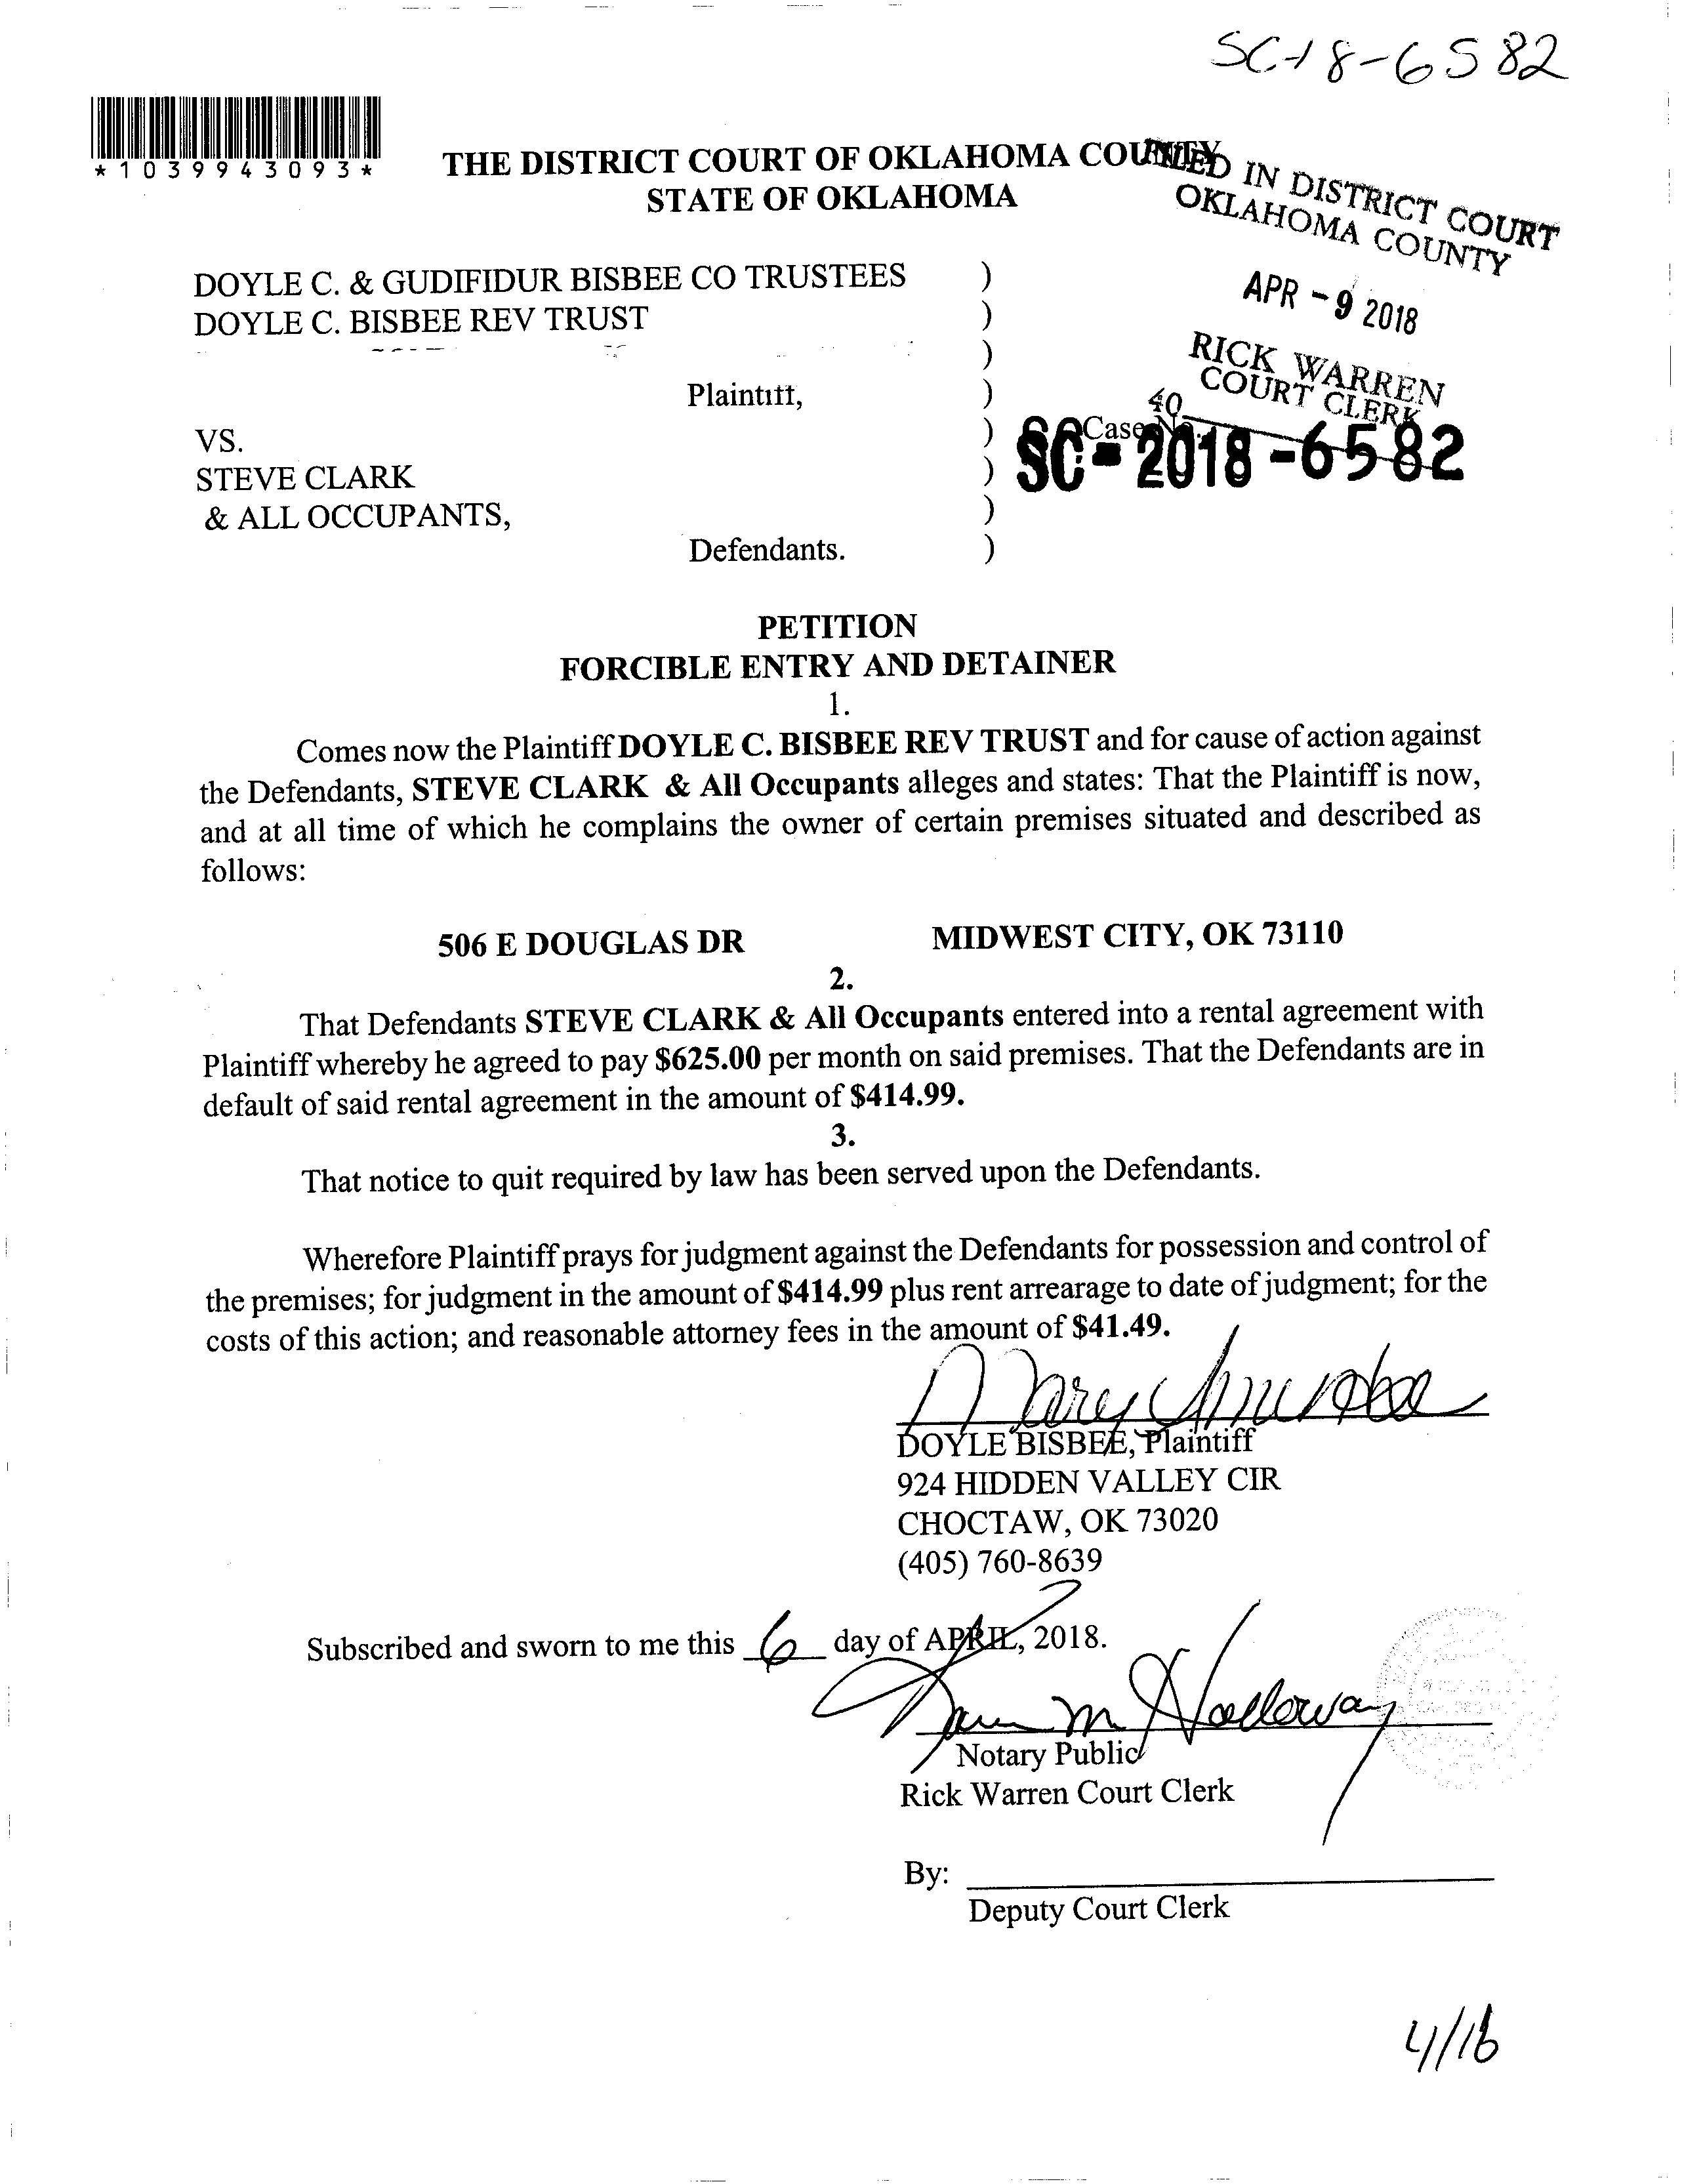 SC-18-6582
*1039943093*
THE DISTRICT COURT OF OKLAHOMA COUNTY
STATE OF OKLAHOMA
FILED IN DISTRICT COURT
OKLAHOMA COUNTY
APR -9 2018
RICK WARREN
COURT CLERK
40
DOYLE C. & GUDIFIDUR BISBEE CO TRUSTEES )
DOYLE C. BISBEE REV TRUST )
)
Plaintiff, )
VS. ) Case No.
SC-2018-6582
STEVE CLARK )
& ALL OCCUPANTS, )
Defendants. )
PETITION
FORCIBLE ENTRY AND DETAINER
1.
Comes now the Plaintiff DOYLE C. BISBEE REV TRUST and for cause of action against
the Defendants, STEVE CLARK & All Occupants alleges and states: That the Plaintiff is now,
and at all time of which he complains the owner of certain premises situated and described as
follows:
506 E DOUGLAS DR MIDWEST CITY, OK 73110
2.
That Defendants STEVE CLARK & All Occupants entered into a rental agreement with
Plaintiff whereby he agreed to pay $625.00 per month on said premises. That the Defendants are in
default of said rental agreement in the amount of $414.99.
3.
That notice to quit required by law has been served upon the Defendants.
Wherefore Plaintiff prays for judgment against the Defendants for possession and control of
the premises; for judgment in the amount of $414.99 plus rent arrearage to date of judgment; for the
costs of this action; and reasonable attorney fees in the amount of $41.49.
DOYLE BISBEE, Plaintiff
924 HIDDEN VALLEY CIR
CHOCTAW, OK 73020
(405) 760-8639
Subscribed and sworn to me this 6 day of APRIL, 2018.
M Holloway
Notary Public
Rick Warren Court Clerk
By:
Deputy Court Clerk
4/16